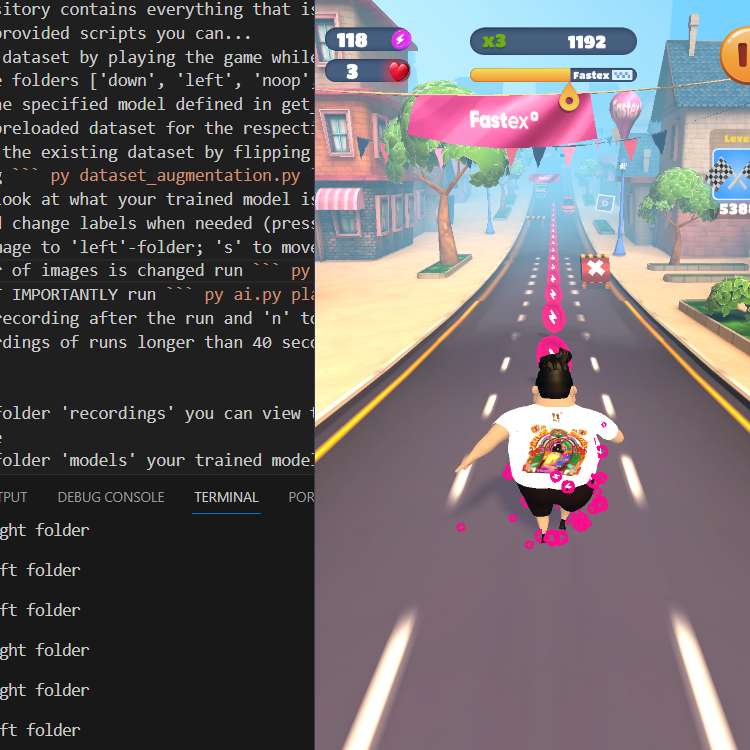 sitory contains everything that is
provided scripts you can...
dataset by playing the game while
e folders ['down', 'left', 'noop'
he specified model defined in get
preloaded dataset for the respecti
the existing dataset by flipping
g ``` py dataset_augmentation.py
look at what your trained model is
d change labels when needed (press
mage to 'left'-folder; 's' to move
r of images is changed run ``` py
T IMPORTANTLY run ``` py ai.py pla
recording after the run and 'n' to
rdings of runs longer than 40 seco
folder 'recordings' you can view t
e
folder 'models' your trained model
TPUT DEBUG CONSOLE TERMINAL POR
ght folder
ft folder
ft folder
ght folder
ght folder
ft folder
118
3
x3 1192
Fastex
Fastex
Fastex
Leve
538